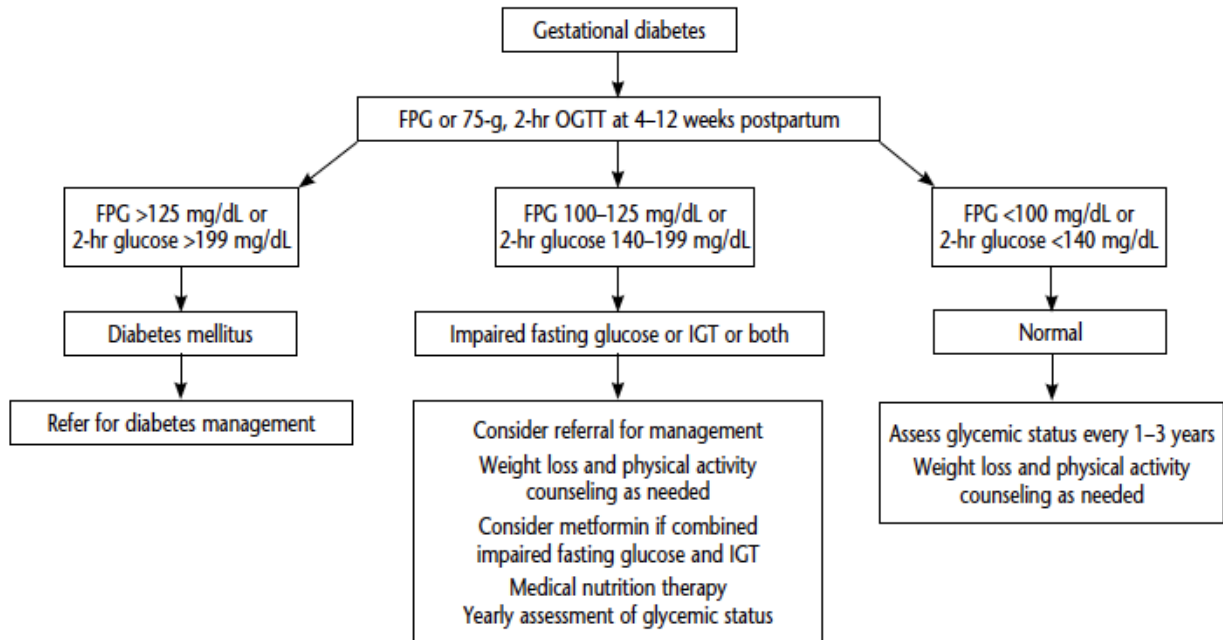 Gestational diabetes
FPG or 75-g, 2-hr OGTT at 4–12 weeks postpartum
FPG >125 mg/dL or
2-hr glucose >199 mg/dL
FPG 100–125 mg/dL or
2-hr glucose 140–199 mg/dL
FPG <100 mg/dL or
2-hr glucose <140 mg/dL
Diabetes mellitus
Impaired fasting glucose or IGT or both
Normal
Refer for diabetes management
Consider referral for management
Weight loss and physical activity
counseling as needed
Consider metformin if combined
impaired fasting glucose and IGT
Medical nutrition therapy
Yearly assessment of glycemic status
Assess glycemic status every 1–3 years
Weight loss and physical activity
counseling as needed